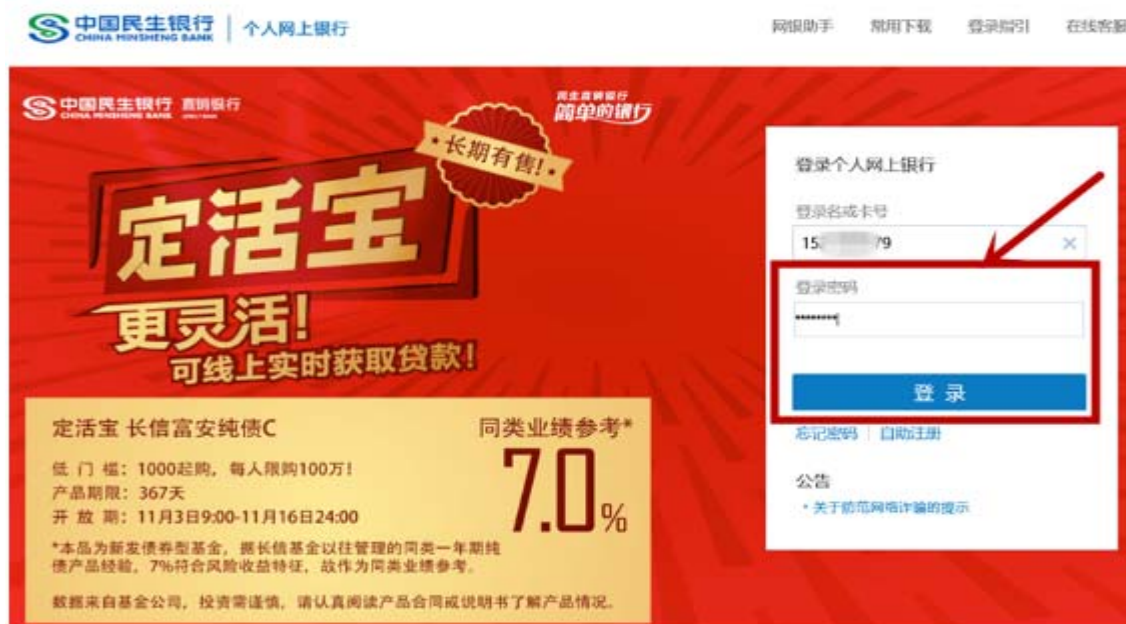 中国民生银行 个人网上银行
CHINA MINSHENG BANK
网银助手 常用下载 登录指引 在线客服
中国民生银行 直销银行
CHINA MINSHENG BANK
民生直销银行
简单的银行
长期有售!
定活宝
更灵活!
可线上实时获取贷款!
定活宝 长信富安纯债C
同类业绩参考*
7.0%
低 门 槛：1000起购，每人限购100万!
产品期限：367天
开 放 期：11月3日9:00-11月16日24:00
*本品为新发债券型基金，据长信基金以往管理的同类一年期纯
债产品经验，7%符合风险收益特征，故作为同类业绩参考。
数据来自基金公司，投资需谨慎，请认真阅读产品合同或说明书了解产品情况。
登录个人网上银行
登录名或卡号
15 79
登录密码
登 录
忘记密码 | 自助注册
公告
·关于防范网络诈骗的提示